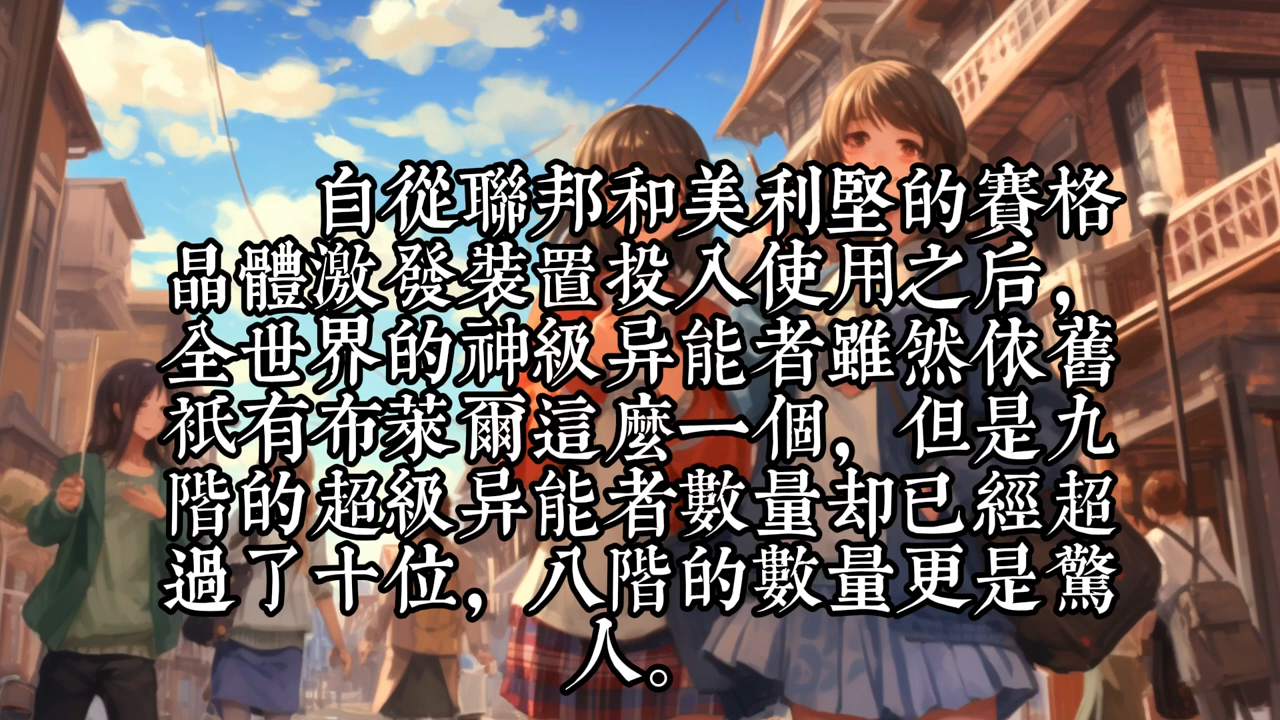 自從聯邦和美利堅的賽格
晶體激發裝置投入使用之后，
全世界的神級异能者雖然依舊
衹有布萊爾這麼一個，但是九
階的超級异能者數量却已經超
過了十位，八階的數量更是驚
人。